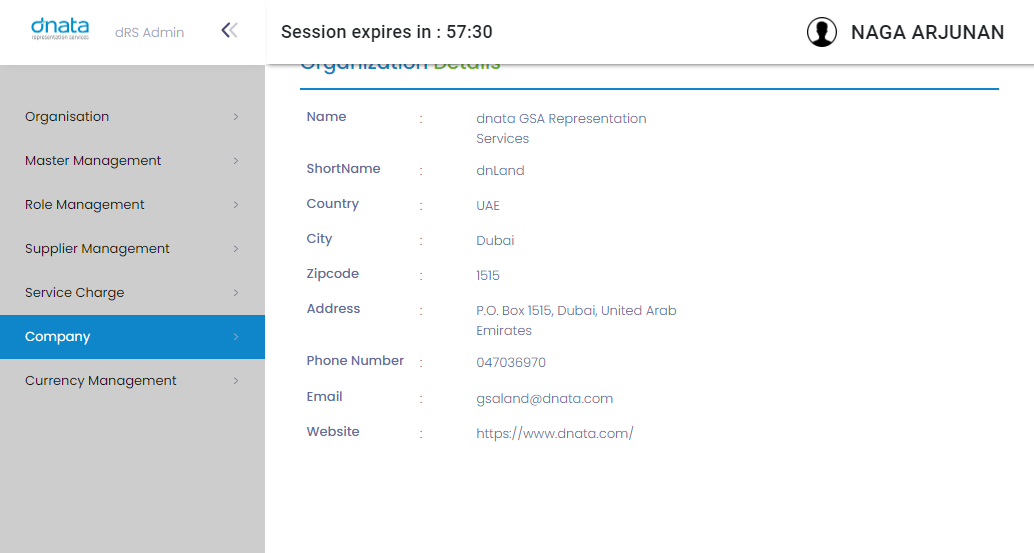 dnata
representation services
dRS Admin
Session expires in : 57:30
NAGA ARJUNAN
Organization Details
Organisation
Master Management
Role Management
Supplier Management
Service Charge
Company
Currency Management
Name : dnata GSA Representation
Services
ShortName : dnLand
Country : UAE
City : Dubai
Zipcode : 1515
Address : P.O. Box 1515, Dubai, United Arab
Emirates
Phone Number : 047036970
Email : gsaland@dnata.com
Website : https://www.dnata.com/